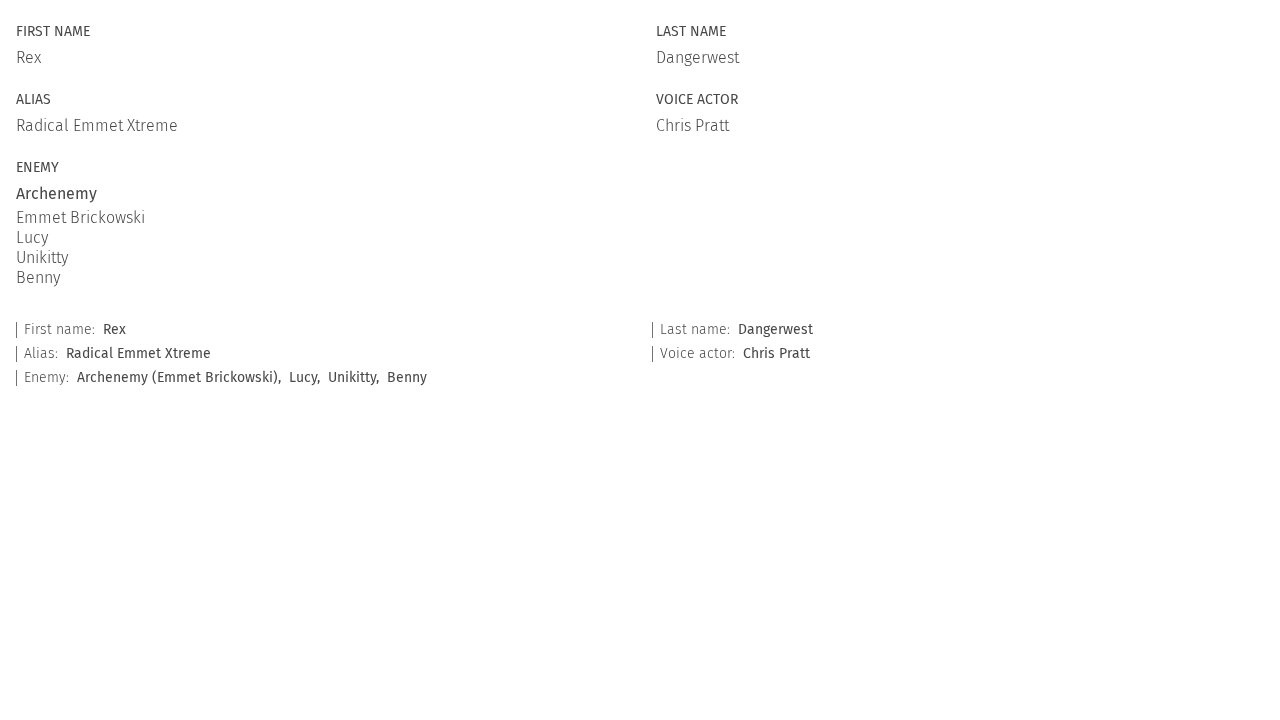 FIRST NAME
Rex
LAST NAME
Dangerwest
ALIAS
Radical Emmet Xtreme
VOICE ACTOR
Chris Pratt
ENEMY
Archenemy
Emmet Brickowski
Lucy
Unikitty
Benny
First name: Rex
Last name: Dangerwest
Alias: Radical Emmet Xtreme
Voice actor: Chris Pratt
Enemy: Archenemy (Emmet Brickowski), Lucy, Unikitty, Benny